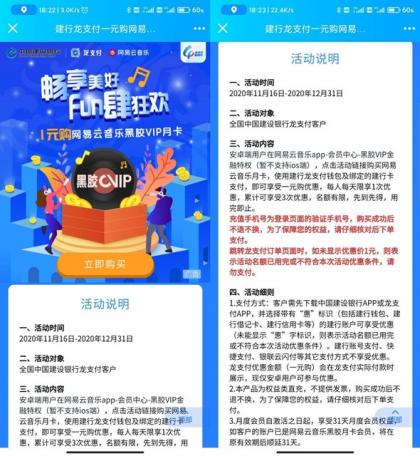 18:22 | 3.0K/s
60
建行龙支付一元购网易...
中国建设银行
龙支付
网易云音乐
畅享美好
Fun肆狂欢
1元购网易云音乐黑胶VIP月卡
黑胶VIP
立即购买
广告
活动说明
一、活动时间
2020年11月16日-2020年12月31日
二、活动对象
全国中国建设银行龙支付客户
三、活动内容
安卓端用户在网易云音乐app-会员中心-黑胶VIP金
融特权（暂不支持ios端），点击活动链接购买网易
云音乐月卡，使用建行龙支付钱包及绑定的建行卡
支付，即可享受一元购优惠，每人每天限享1次优
惠，累计可享受3次优惠，名额有限，先到先得，用
18:23 | 22.4K/s
60
建行龙支付一元购网易月...
活动说明
一、活动时间
2020年11月16日-2020年12月31日
二、活动对象
全国中国建设银行龙支付客户
三、活动内容
安卓端用户在网易云音乐app-会员中心-黑胶VIP金
融特权（暂不支持ios端），点击活动链接购买网易
云音乐月卡，使用建行龙支付钱包及绑定的建行卡
支付，即可享受一元购优惠，每人每天限享1次优
惠，累计可享受3次优惠，名额有限，先到先得，用
完即止。
充值手机号为登录页面的验证手机号，购买成功后
不退不换，为了保障您的权益，请仔细核对后下单
支付。
跳转龙支付订单页面时，如未显示优惠价1元，则表
示活动名额已用完或不符合本次活动优惠条件，请
勿支付。
四、活动细则
1.支付方式：客户需先下载中国建设银行APP或龙支
付APP，并选择带有“惠”标识（包括建行钱包、建
行借记卡、建行信用卡等）的建行账户可享受优惠
（未能显示“惠”字标识，则表示活动名额已用完
或不符合本次活动优惠条件）。建行账号支付、快
捷支付、银联云闪付等其它支付方式不享受优惠。
龙支付优惠金额（一元购）会在龙支付实际付款时
展示，现仅安卓用户可参与优惠。
2.本产品为权益类直充，不提供发票，购买成功后不
退不换，为了保障您的权益，请仔细核对后下单支
付。
3.月度会员自激活之日起，享受31天月度会员权益，
如客户的账户已是网易云音乐黑胶月卡会员，将在
原有效期后顺延31天。